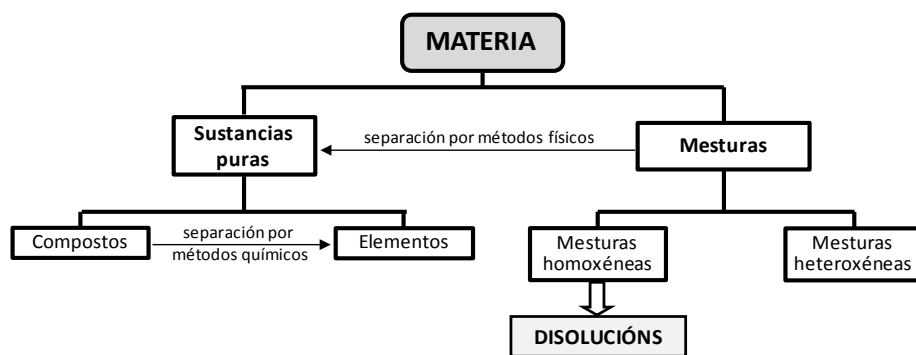 MATERIA
Sustancias
puras
separación por métodos físicos
Mesturas
Compostos
separación por
métodos químicos
Elementos
Mesturas
homoxéneas
Mesturas
heteroxéneas
DISOLUCIÓNS